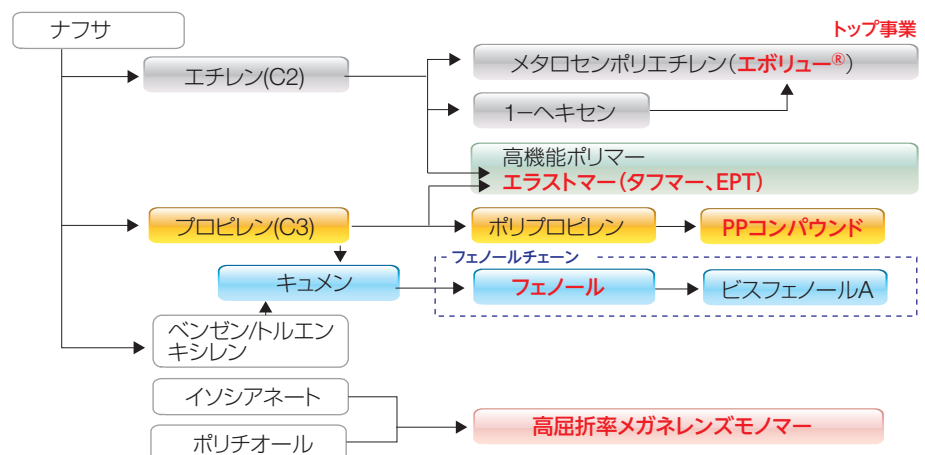 ナフサ
トップ事業
エチレン(C2)
メタロセンポリエチレン(エボリュー®)
1ーヘキセン
高機能ポリマー
エラストマー(タフマー、EPT)
プロピレン(C3)
ポリプロピレン
PPコンパウンド
フェノールチェーン
キュメン
フェノール
ビスフェノールA
ベンゼン/トルエン
キシレン
イソシアネート
ポリチオール
高屈折率メガネレンズモノマー